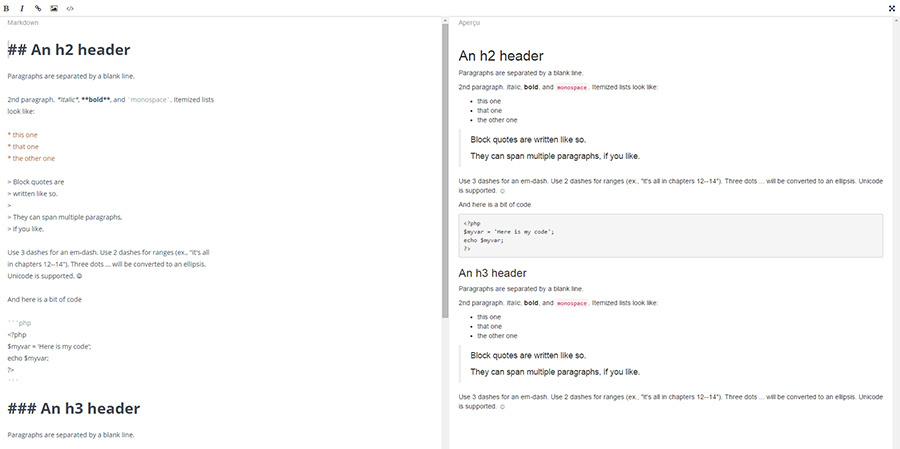 B I </>
Markdown
## An h2 header
Paragraphs are separated by a blank line.
2nd paragraph. *Italic*, **bold**, and `monospace`. Itemized lists
look like:
* this one
* that one
* the other one
> Block quotes are
> written like so.
>
> They can span multiple paragraphs,
> if you like.
Use 3 dashes for an em-dash. Use 2 dashes for ranges (ex., "it's all
in chapters 12--14"). Three dots ... will be converted to an ellipsis.
Unicode is supported. ☺
And here is a bit of code
```php
<?php
$myvar = 'Here is my code';
echo $myvar;
?>
```
### An h3 header
Paragraphs are separated by a blank line.
Aperçu
An h2 header
Paragraphs are separated by a blank line.
2nd paragraph. Italic, bold, and monospace. Itemized lists look like:
• this one
• that one
• the other one
Block quotes are written like so.
They can span multiple paragraphs, if you like.
Use 3 dashes for an em-dash. Use 2 dashes for ranges (ex., "it's all in chapters 12--14"). Three dots ... will be converted to an ellipsis. Unicode
is supported. ☺
And here is a bit of code
<?php
$myvar = 'Here is my code';
echo $myvar;
?>
An h3 header
Paragraphs are separated by a blank line.
2nd paragraph. Italic, bold, and monospace. Itemized lists look like:
• this one
• that one
• the other one
Block quotes are written like so.
They can span multiple paragraphs, if you like.
Use 3 dashes for an em-dash. Use 2 dashes for ranges (ex., "it's all in chapters 12--14"). Three dots ... will be converted to an ellipsis. Unicode
is supported. ☺